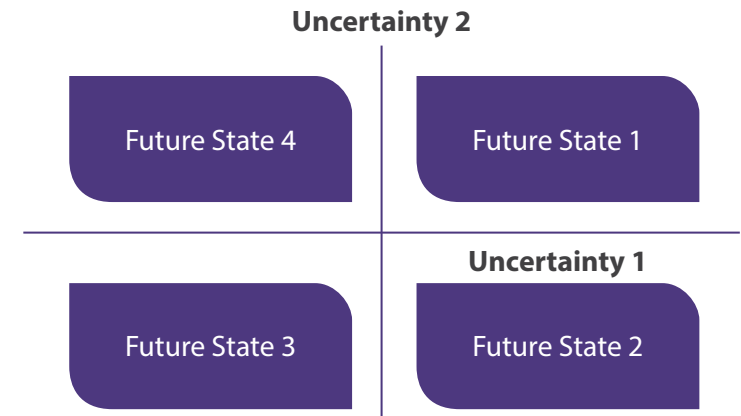 Uncertainty 2
Future State 4
Future State 1
Uncertainty 1
Future State 3
Future State 2